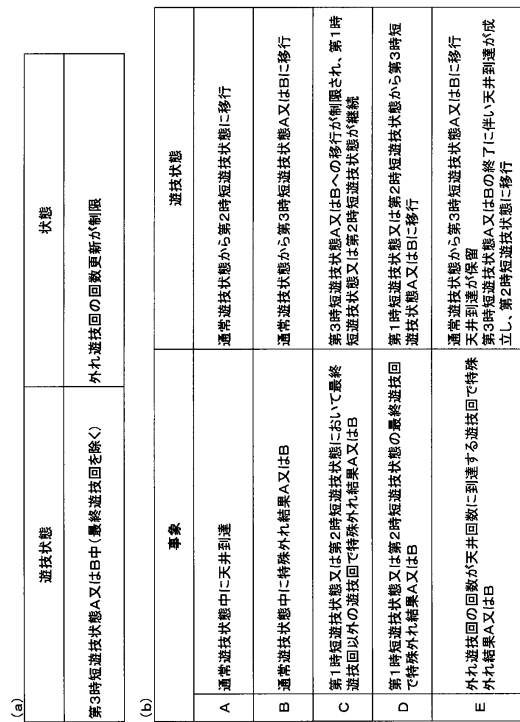 (a)
遊技状態
状態
第3時短遊技状態A又はB中(最終遊技回を除く)
外れ遊技回の回数更新が制限
(b)
事象
遊技状態
A
通常遊技状態中に天井到達
通常遊技状態から第2時短遊技状態に移行
B
通常遊技状態中に特殊外れ結果A又はB
通常遊技状態から第3時短遊技状態A又はBに移行
C
第1時短遊技状態又は第2時短遊技状態において最終
遊技回以外の遊技回で特殊外れ結果A又はB
第3時短遊技状態A又はBへの移行が制限され、第1時
短遊技状態又は第2時短遊技状態が継続
D
第1時短遊技状態又は第2時短遊技状態の最終遊技回
で特殊外れ結果A又はB
第1時短遊技状態又は第2時短遊技状態から第3時短
遊技状態A又はBに移行
E
外れ遊技回の回数が天井回数に到達する遊技回で特殊
外れ結果A又はB
通常遊技状態から第3時短遊技状態A又はBに移行
天井到達が保留
第3時短遊技状態A又はBの終了に伴い天井到達が成
立し、第2時短遊技状態に移行